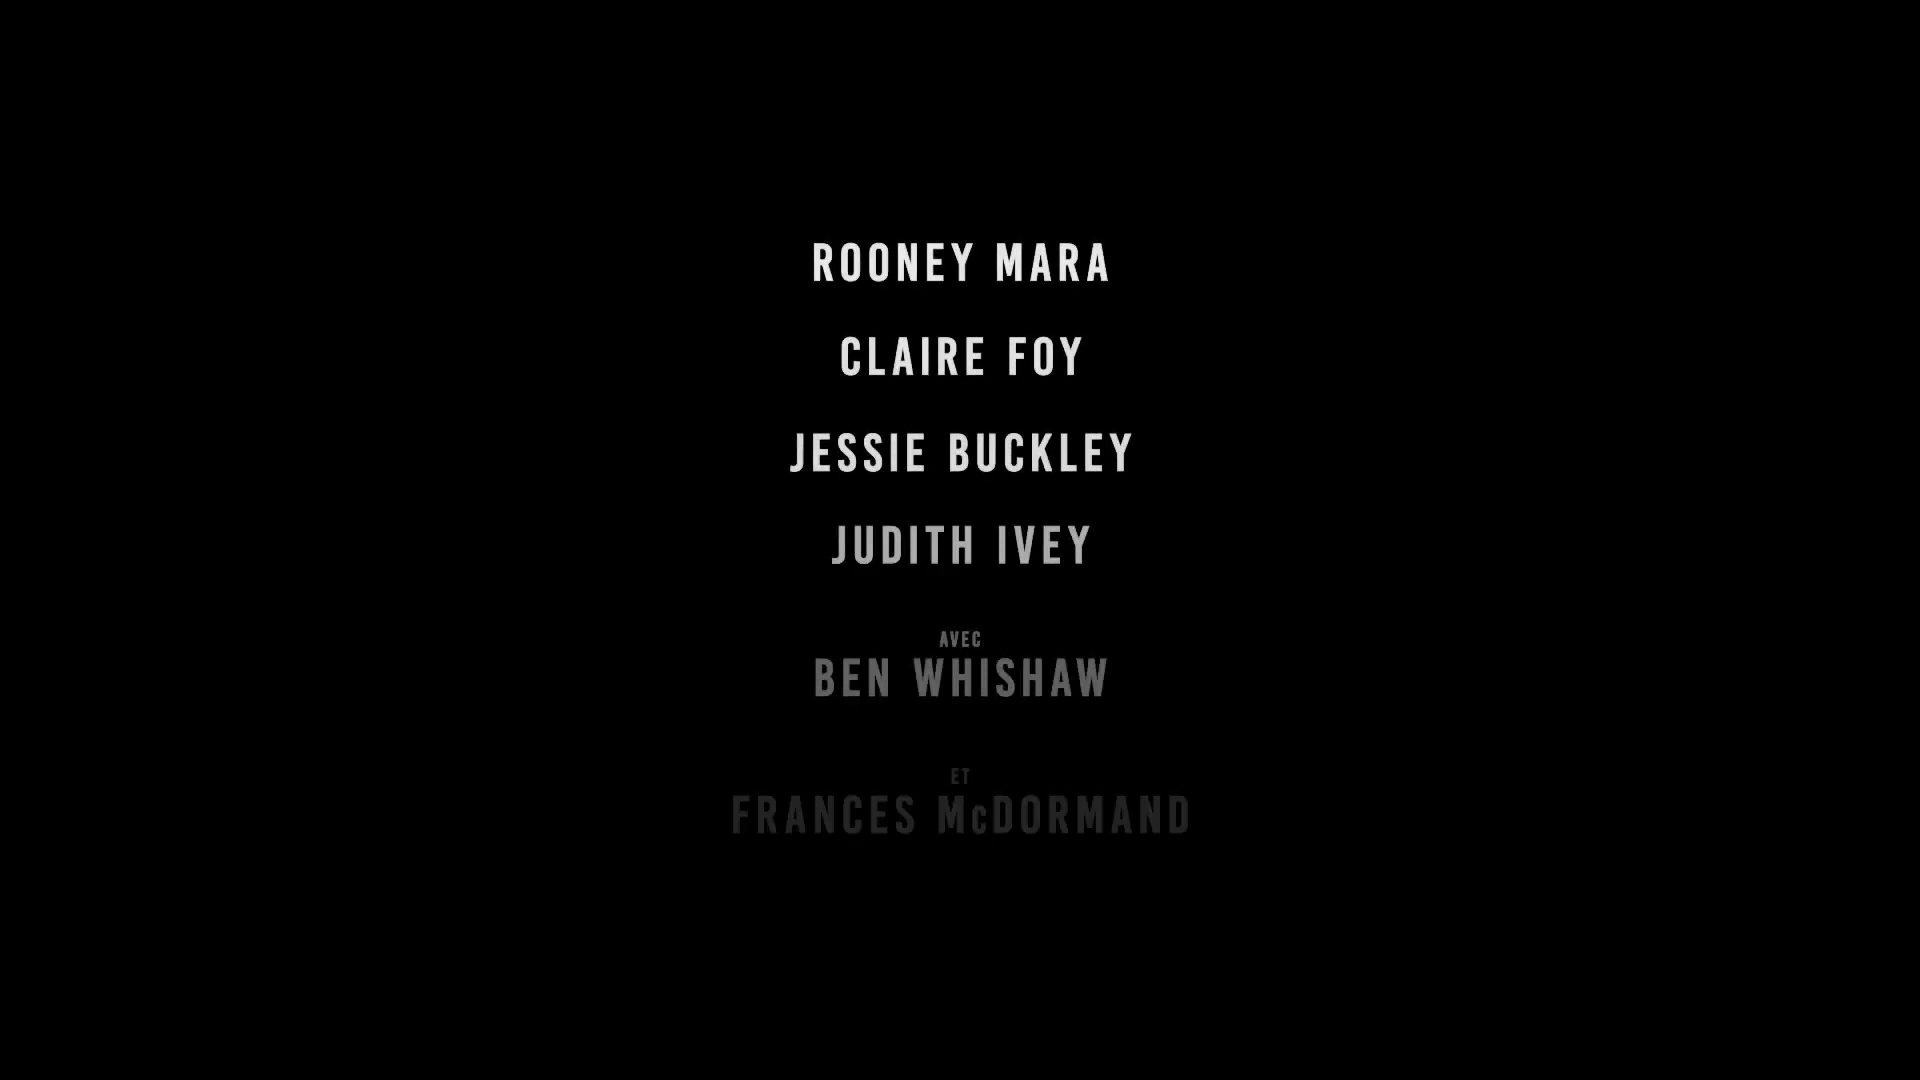 ROONEY MARA
CLAIRE FOY
JESSIE BUCKLEY
JUDITH IVEY
AVEC
BEN WHISHAW
ET
FRANCES McDORMAND